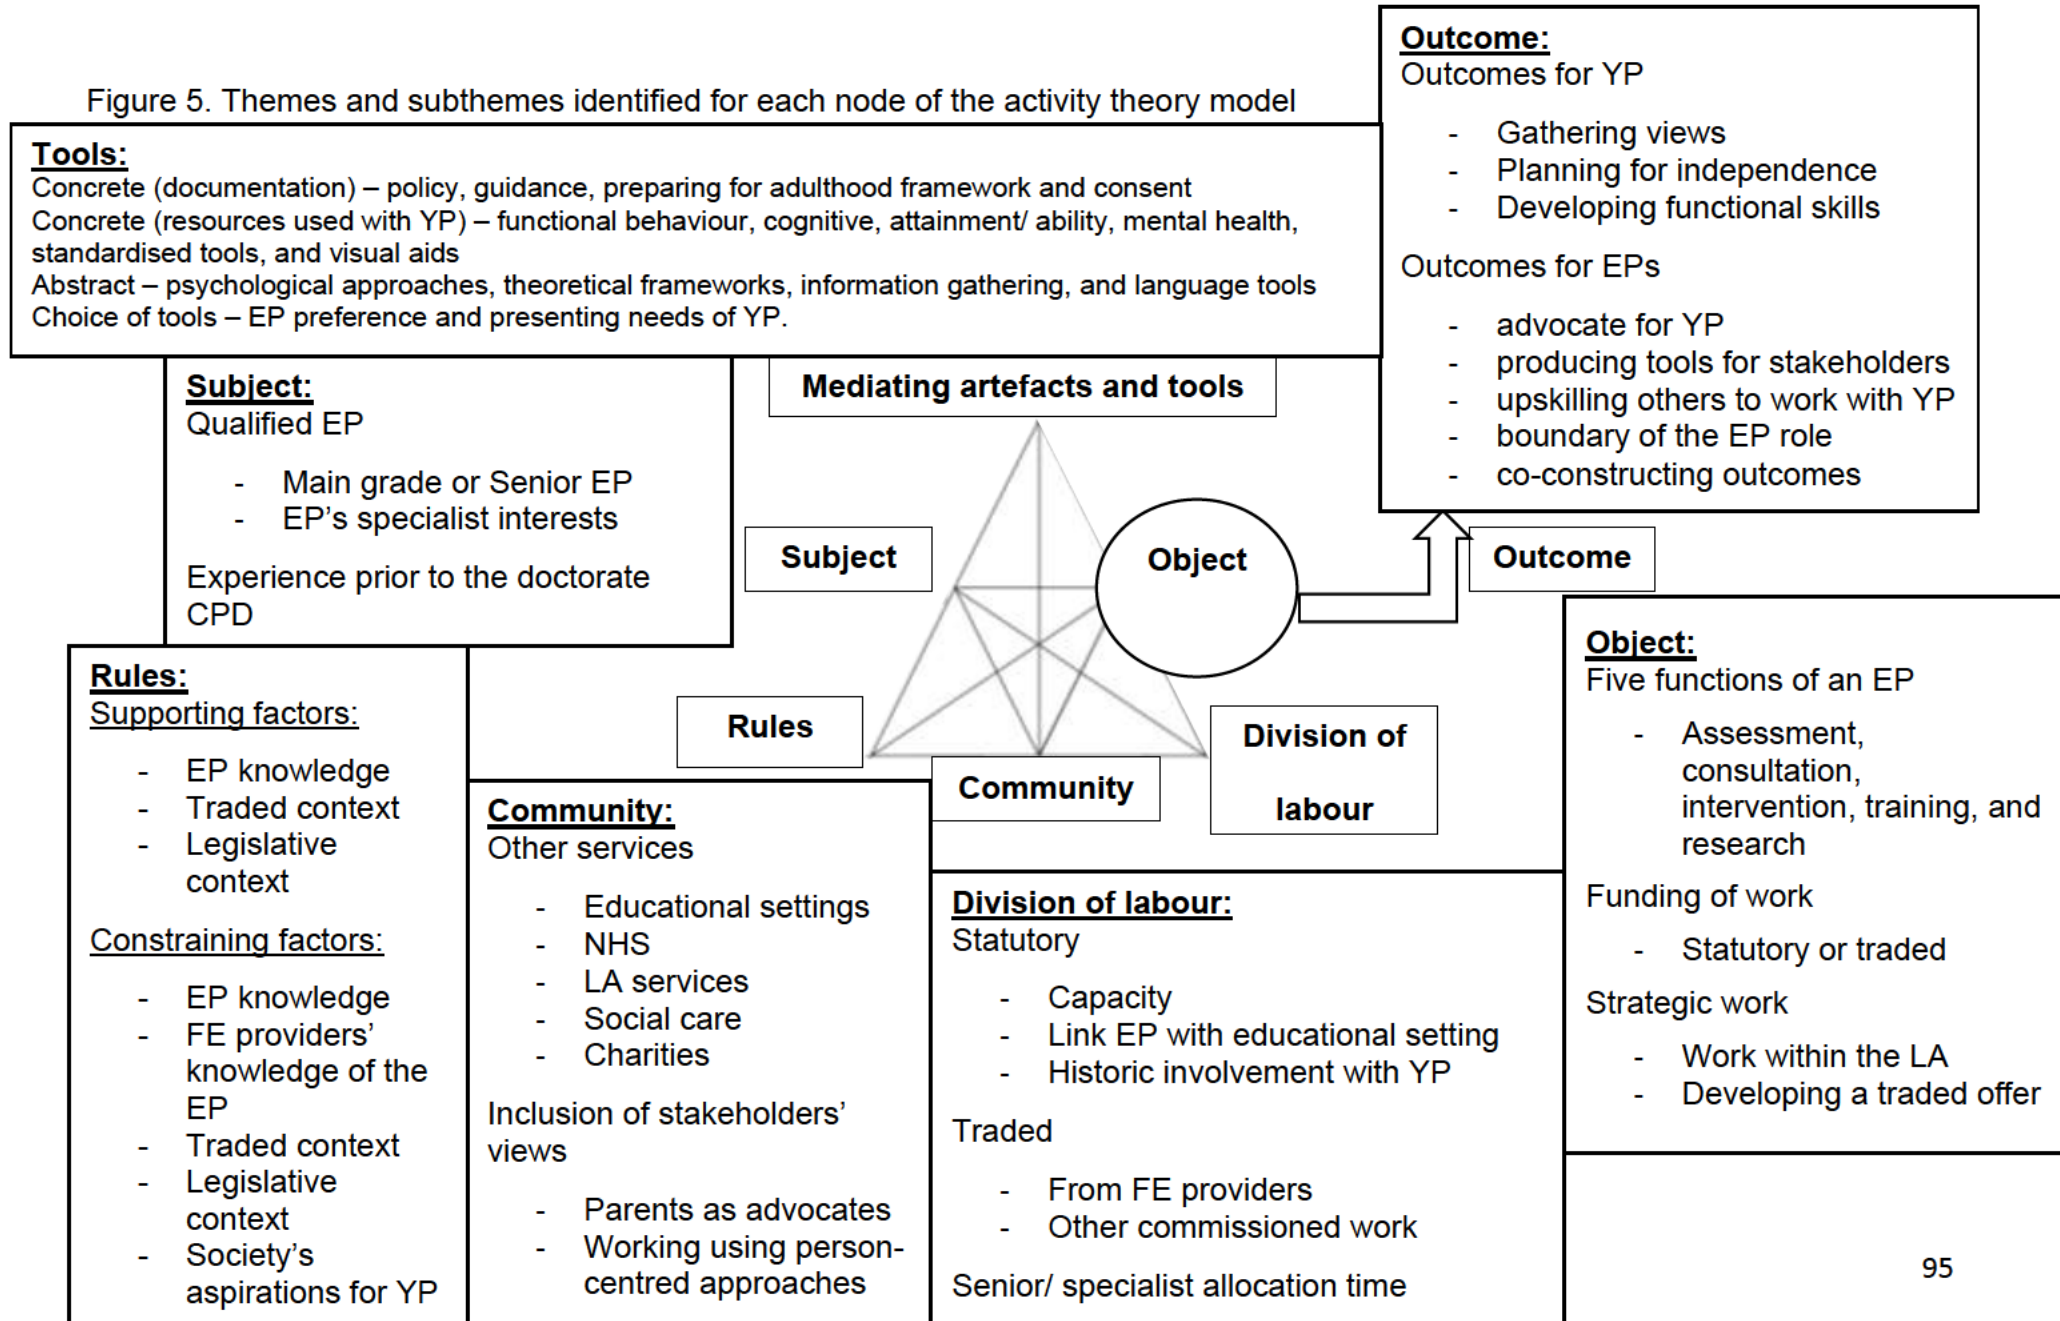 Figure 5. Themes and subthemes identified for each node of the activity theory model
Tools:
Concrete (documentation) – policy, guidance, preparing for adulthood framework and consent
Concrete (resources used with YP) – functional behaviour, cognitive, attainment/ ability, mental health,
standardised tools, and visual aids
Abstract – psychological approaches, theoretical frameworks, information gathering, and language tools
Choice of tools – EP preference and presenting needs of YP.
Outcome:
Outcomes for YP
- Gathering views
- Planning for independence
- Developing functional skills
Outcomes for EPs
- advocate for YP
- producing tools for stakeholders
- upskilling others to work with YP
- boundary of the EP role
- co-constructing outcomes
Subject:
Qualified EP
- Main grade or Senior EP
- EP’s specialist interests
Experience prior to the doctorate
CPD
Mediating artefacts and tools
Subject
Object
Outcome
Rules
Community
Division of
labour
Rules:
Supporting factors:
- EP knowledge
- Traded context
- Legislative
context
Constraining factors:
- EP knowledge
- FE providers’
knowledge of the
EP
- Traded context
- Legislative
context
- Society’s
aspirations for YP
Community:
Other services
- Educational settings
- NHS
- LA services
- Social care
- Charities
Inclusion of stakeholders’
views
- Parents as advocates
- Working using person-
centred approaches
Division of labour:
Statutory
- Capacity
- Link EP with educational setting
- Historic involvement with YP
Traded
- From FE providers
- Other commissioned work
Senior/ specialist allocation time
Object:
Five functions of an EP
- Assessment,
consultation,
intervention, training, and
research
Funding of work
- Statutory or traded
Strategic work
- Work within the LA
- Developing a traded offer
95